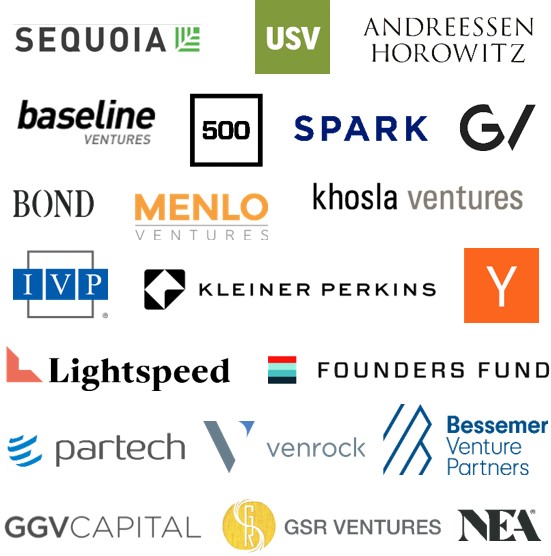 SEQUOIA
USV
ANDREESSEN
HOROWITZ
baseline
VENTURES
500
SPARK
G/
BOND
MENLO
VENTURES
khosla ventures
IVP®
KLEINER PERKINS
Y
Lightspeed
FOUNDERS FUND
partech
venrock
Bessemer
Venture
Partners
GGVCAPITAL
GSR
GSR VENTURES
NEA